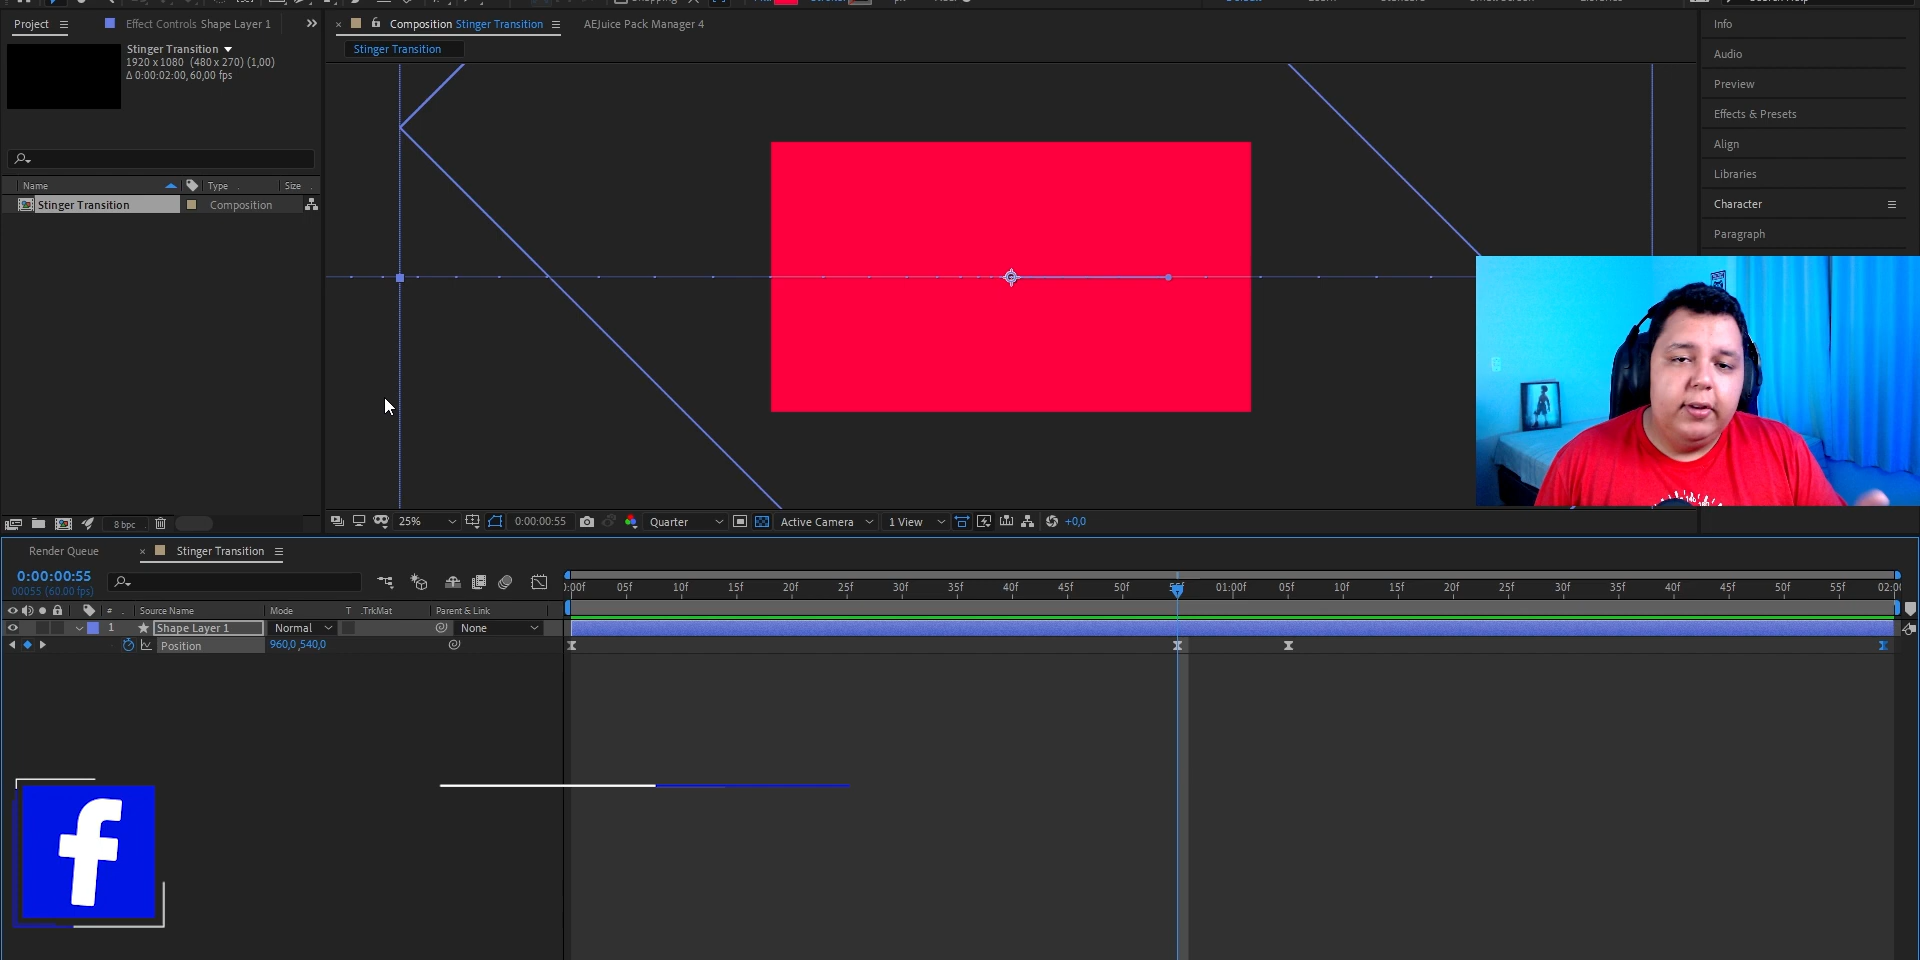 Project
Effect Controls Shape Layer 1
Composition Stinger Transition
AEJuice Pack Manager 4
Stinger Transition
1920 x 1080 (480 x 270) (1,00)
Δ 0:00:02:00, 60,00 fps
Stinger Transition
Name
Type
Size
Stinger Transition
Composition
Info
Audio
Preview
Effects & Presets
Align
Libraries
Character
Paragraph
8 bpc
25%
0:00:00:55
Quarter
Active Camera
1 View
+0,0
Render Queue
Stinger Transition
0:00:00:55
00055 (60.00 fps)
:00f 05f 10f 15f 20f 25f 30f 35f 40f 45f 50f 55f 01:00f 05f 10f 15f 20f 25f 30f 35f 40f 45f 50f 55f 02:00
# Source Name Mode T .TrkMat Parent & Link
1 Shape Layer 1 Normal None
Position 960,0 ,540,0
f